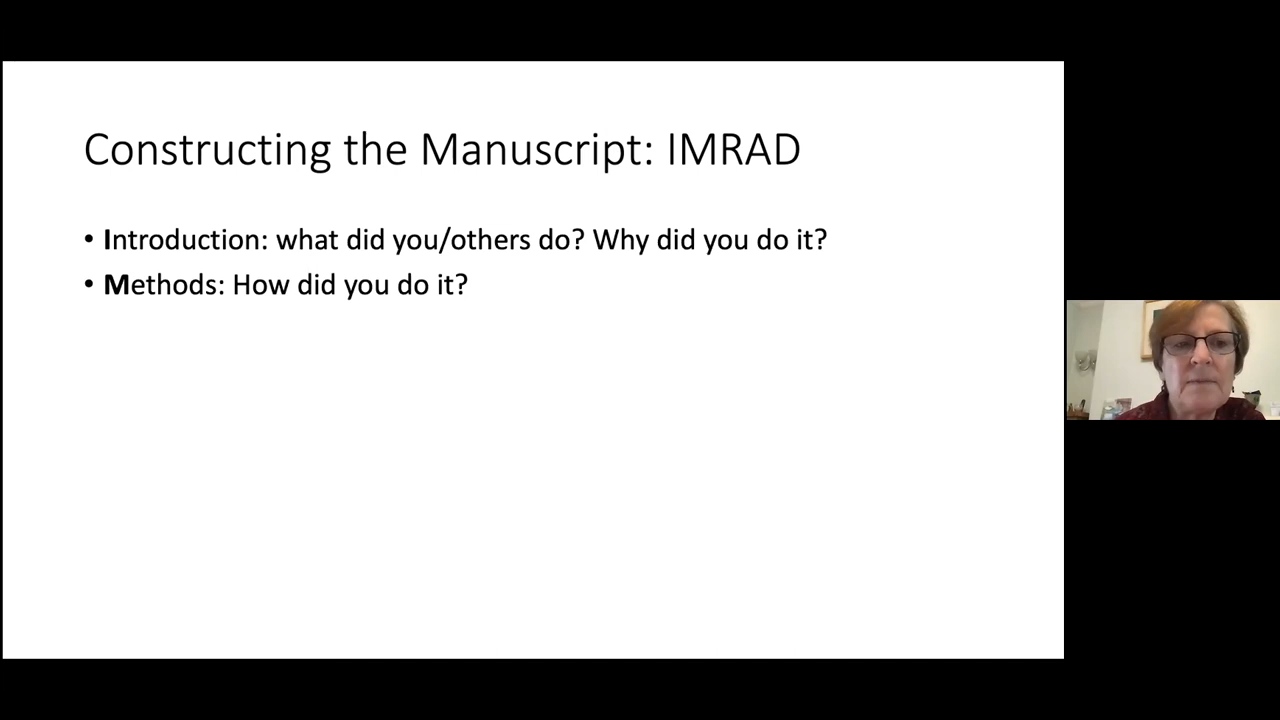 Constructing the Manuscript: IMRAD
• Introduction: what did you/others do? Why did you do it?
• Methods: How did you do it?